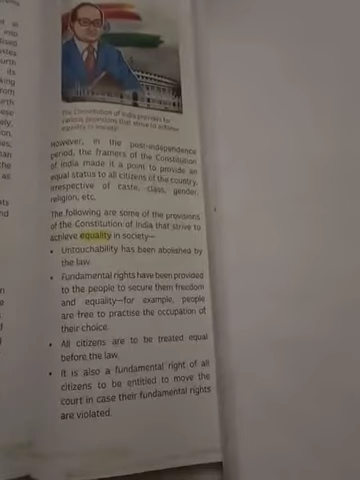 The Constitution of India provides for
various provisions that strive to achieve
equality in society.
However, in the post-independence
period, the framers of the Constitution
of India made it a point to provide an
equal status to all citizens of the country,
irrespective of caste, class, gender,
religion, etc.
The following are some of the provisions
of the Constitution of India that strive to
achieve equality in society—
• Untouchability has been abolished by
the law.
• Fundamental rights have been provided
to the people to secure them freedom
and equality—for example, people
are free to practise the occupation of
their choice.
• All citizens are to be treated equal
before the law.
• It is also a fundamental right of all
citizens to be entitled to move the
court in case their fundamental rights
are violated.